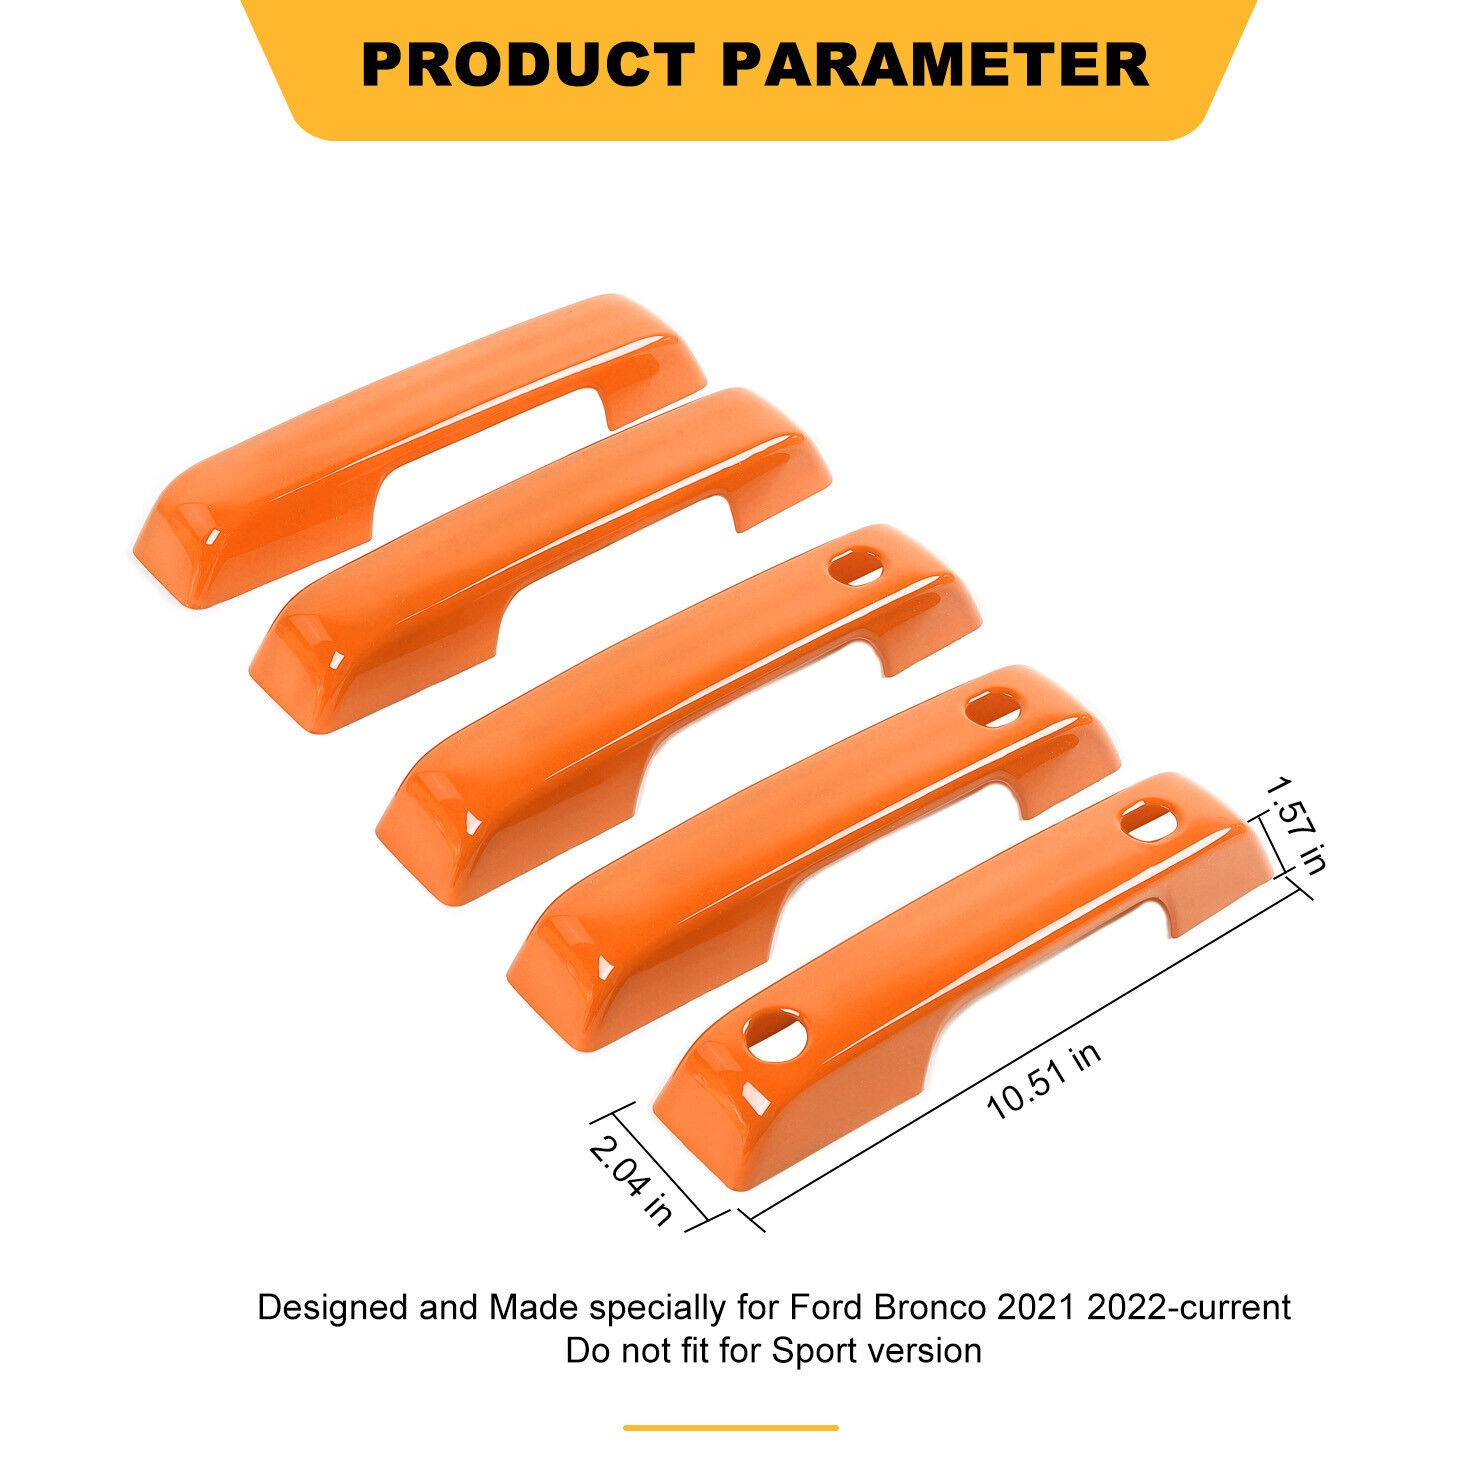 PRODUCT PARAMETER
1.57 in
10.51 in
2.04 in
Designed and Made specially for Ford Bronco 2021 2022-current
Do not fit for Sport version